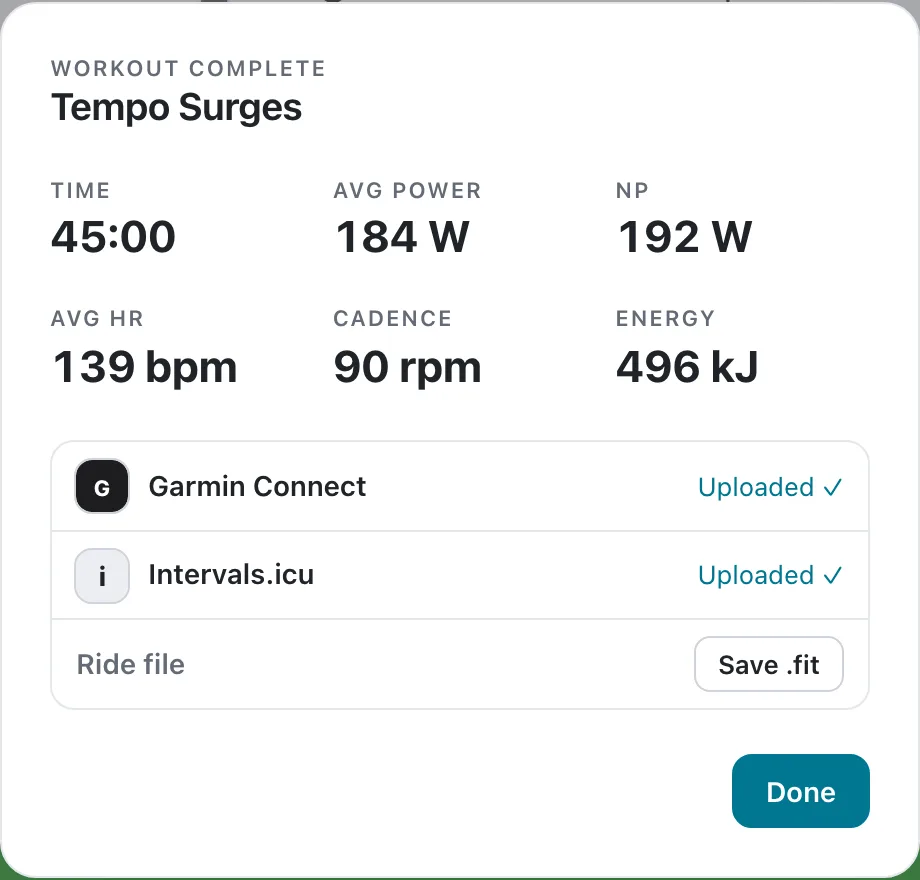 WORKOUT COMPLETE
Tempo Surges
TIME AVG POWER NP
45:00 184 W 192 W
AVG HR CADENCE ENERGY
139 bpm 90 rpm 496 kJ
G Garmin Connect Uploaded ✓
i Intervals.icu Uploaded ✓
Ride file Save .fit
Done